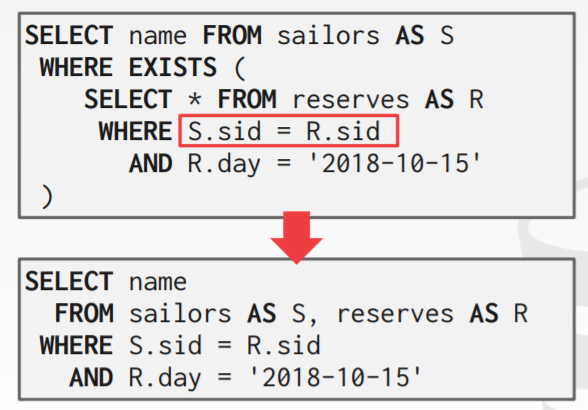 SELECT name FROM sailors AS S
WHERE EXISTS (
SELECT * FROM reserves AS R
WHERE S.sid = R.sid
AND R.day = '2018-10-15'
)
SELECT name
FROM sailors AS S, reserves AS R
WHERE S.sid = R.sid
AND R.day = '2018-10-15'